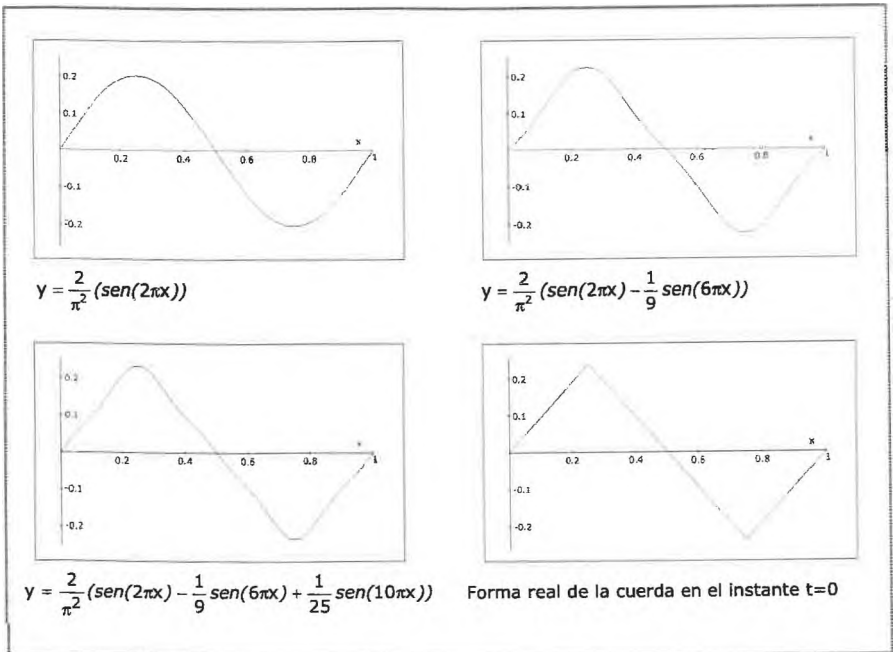 0.2
0.1
x
0.2 0.4 0.6 0.8 1
-0.1
-0.2
y = 2/π² (sen(2πx))
0.2
0.1
x
0.2 0.4 0.6 0.8 1
-0.1
-0.2
y = 2/π² (sen(2πx) − 1/9 sen(6πx))
0.2
0.1
x
0.2 0.4 0.6 0.8 1
-0.1
-0.2
y = 2/π² (sen(2πx) − 1/9 sen(6πx) + 1/25 sen(10πx))
0.2
0.1
x
0.2 0.4 0.6 0.8 1
-0.1
-0.2
Forma real de la cuerda en el instante t=0